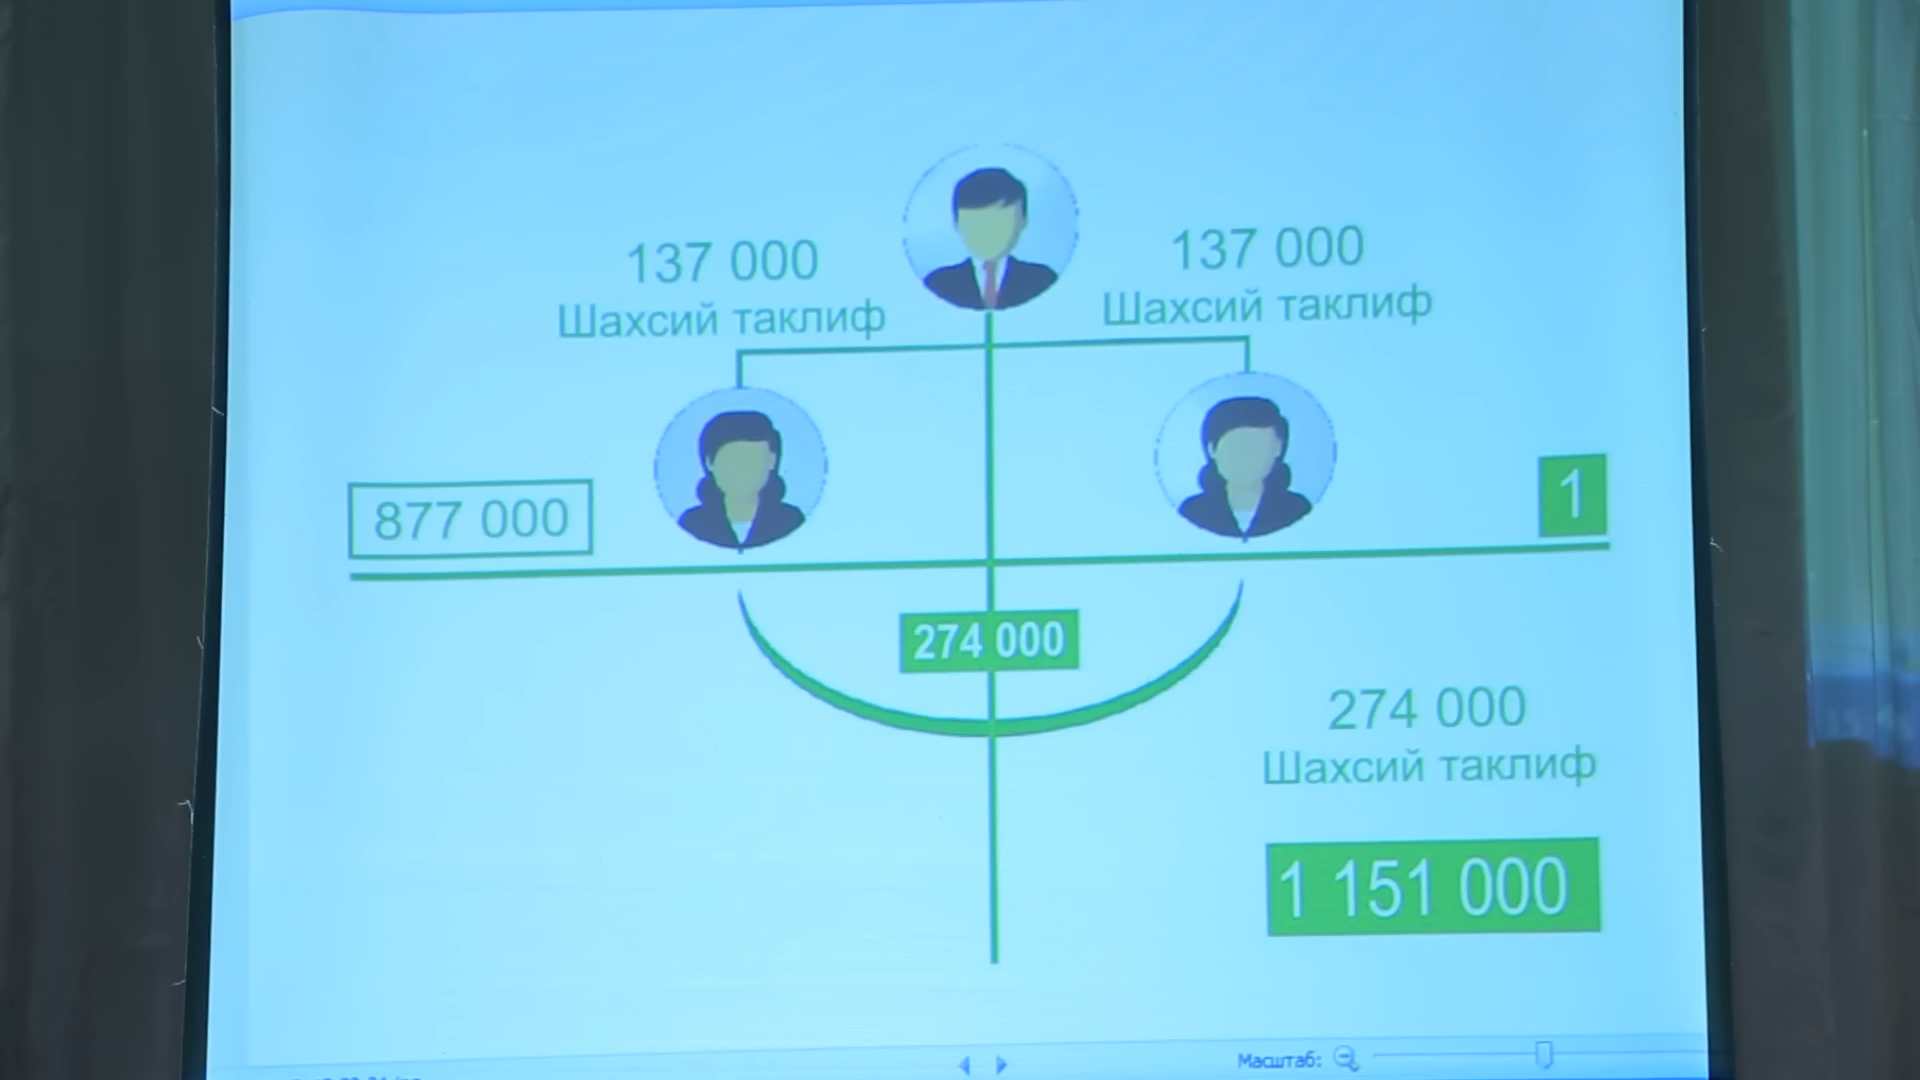 137 000
Шахсий таклиф
137 000
Шахсий таклиф
877 000
1
274 000
274 000
Шахсий таклиф
1 151 000
Масштаб: